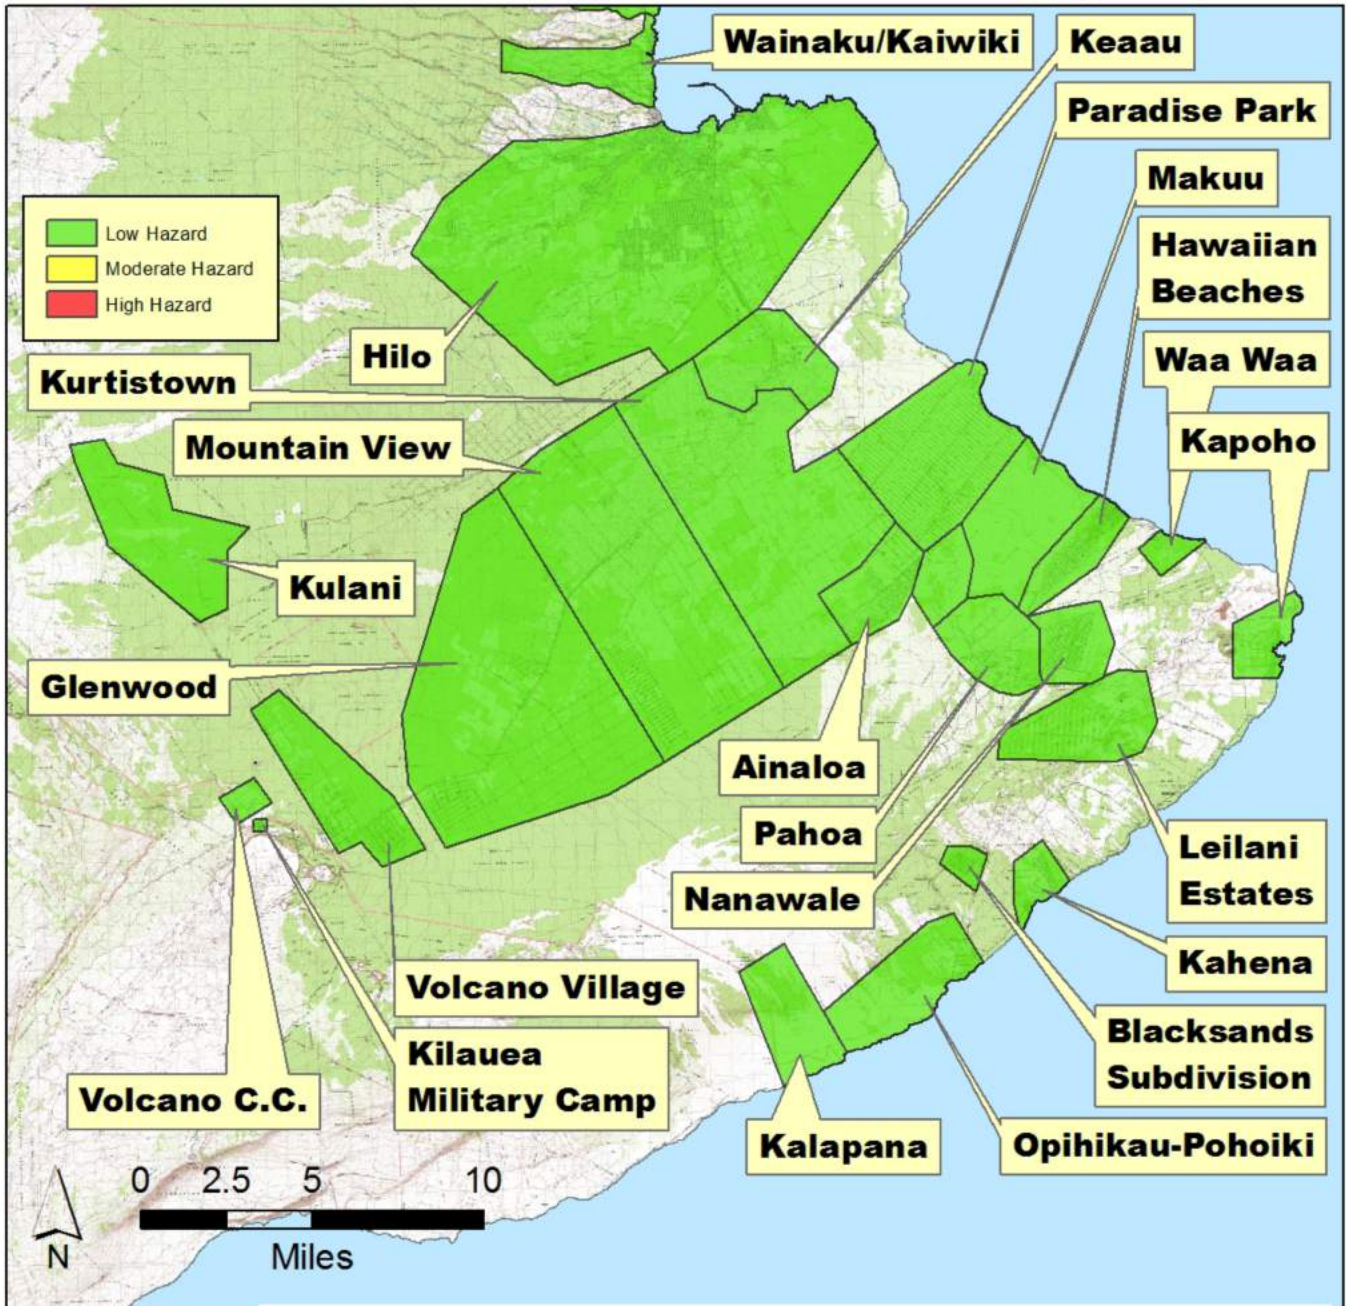 Wainaku/Kaiwiki
Keaau
Paradise Park
Makuu
Hawaiian
Beaches
Waa Waa
Kapoho
Low Hazard
Moderate Hazard
High Hazard
Hilo
Kurtistown
Mountain View
Kulani
Glenwood
Ainaloa
Pahoa
Nanawale
Leilani
Estates
Kahena
Blacksands
Subdivision
Opihikau-Pohoiki
Kalapana
Volcano Village
Kilauea
Military Camp
Volcano C.C.
0 2.5 5 10
Miles
N